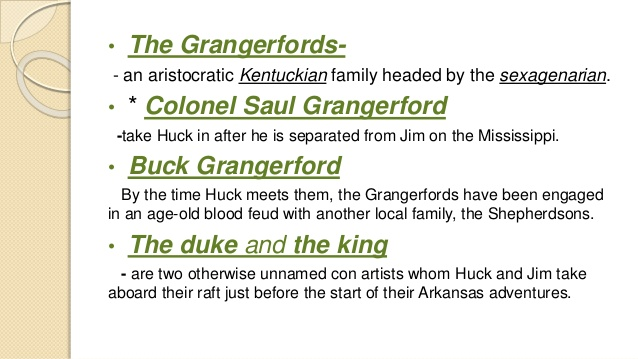 • The Grangerfords-
- an aristocratic Kentuckian family headed by the sexagenarian.
• * Colonel Saul Grangerford
-take Huck in after he is separated from Jim on the Mississippi.
• Buck Grangerford
By the time Huck meets them, the Grangerfords have been engaged
in an age-old blood feud with another local family, the Shepherdsons.
• The duke and the king
- are two otherwise unnamed con artists whom Huck and Jim take
aboard their raft just before the start of their Arkansas adventures.